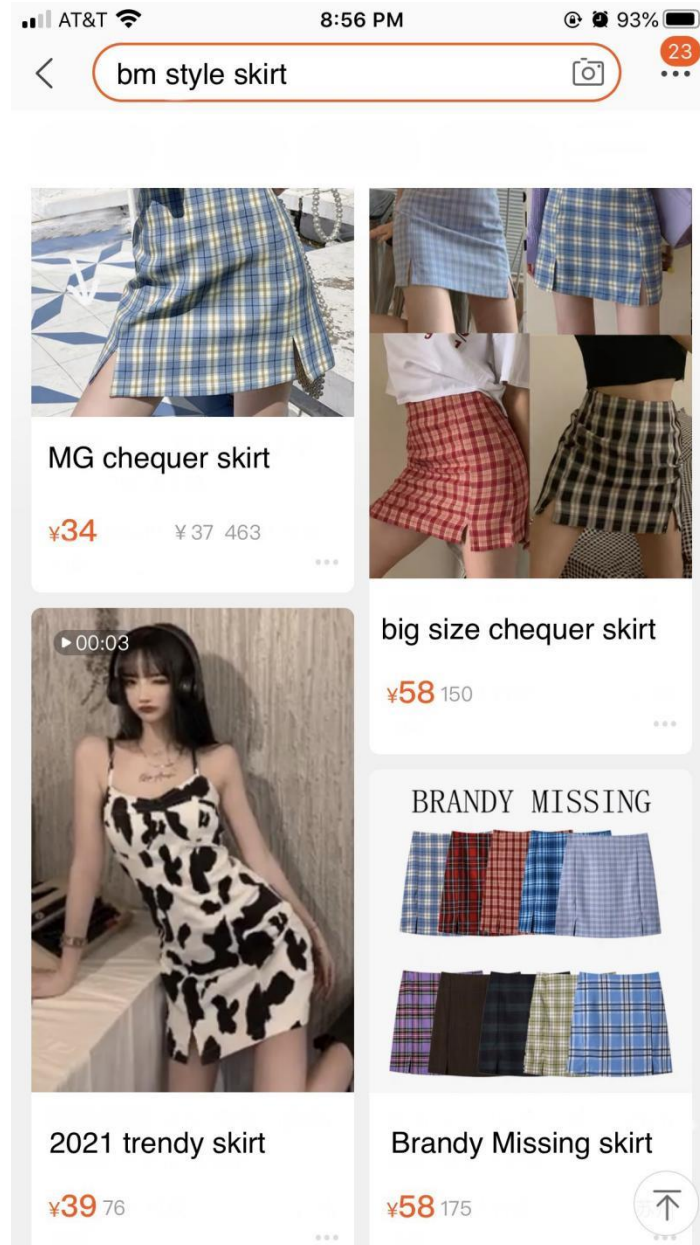 AT&T 8:56 PM 93%
bm style skirt
23
MG chequer skirt
¥34 ¥ 37 463
big size chequer skirt
¥58 150
00:03
2021 trendy skirt
¥39 76
BRANDY MISSING
Brandy Missing skirt
¥58 175